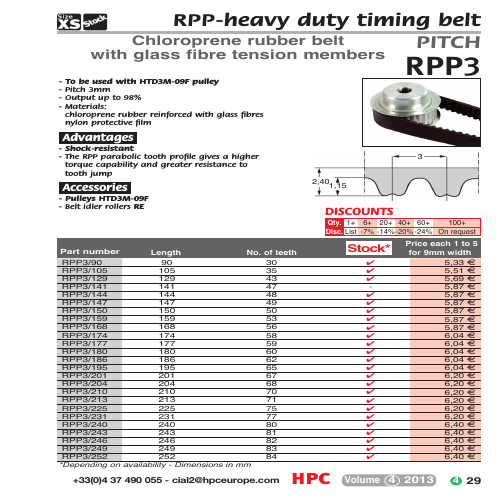 Size XS Stock
RPP-heavy duty timing belt
Chloroprene rubber belt
with glass fibre tension members
PITCH
RPP3
- To be used with HTD3M-09F pulley
- Pitch 3mm
- Output up to 98%
- Materials:
chloroprene rubber reinforced with glass fibres
nylon protective film
Advantages
- Shock-resistant
- The RPP parabolic tooth profile gives a higher
torque capability and greater resistance to
tooth jump
Accessories
- Pulleys HTD3M-09F
- Belt idler rollers RE
3
2,40
1,15
DISCOUNTS
Qty. 1+ 6+ 20+ 40+ 60+ 100+
Disc. List -7% -14% -20% -24% On request
Part number Length No. of teeth Stock* Price each 1 to 5 for 9mm width
RPP3/90 90 30 ✔ 5,33 €
RPP3/105 105 35 ✔ 5,51 €
RPP3/129 129 43 ✔ 5,69 €
RPP3/141 141 47 - 5,87 €
RPP3/144 144 48 ✔ 5,87 €
RPP3/147 147 49 ✔ 5,87 €
RPP3/150 150 50 ✔ 5,87 €
RPP3/159 159 53 ✔ 5,87 €
RPP3/168 168 56 ✔ 5,87 €
RPP3/174 174 58 ✔ 6,04 €
RPP3/177 177 59 ✔ 6,04 €
RPP3/180 180 60 ✔ 6,04 €
RPP3/186 186 62 ✔ 6,04 €
RPP3/195 195 65 ✔ 6,04 €
RPP3/201 201 67 ✔ 6,20 €
RPP3/204 204 68 ✔ 6,20 €
RPP3/210 210 70 ✔ 6,20 €
RPP3/213 213 71 ✔ 6,20 €
RPP3/225 225 75 ✔ 6,20 €
RPP3/231 231 77 ✔ 6,20 €
RPP3/240 240 80 ✔ 6,40 €
RPP3/243 243 81 ✔ 6,40 €
RPP3/246 246 82 ✔ 6,40 €
RPP3/249 249 83 ✔ 6,40 €
RPP3/252 252 84 ✔ 6,40 €
*Depending on availability - Dimensions in mm
+33(0)4 37 490 055 - cial2@hpceurope.com HPC Volume 4 2013 4 29